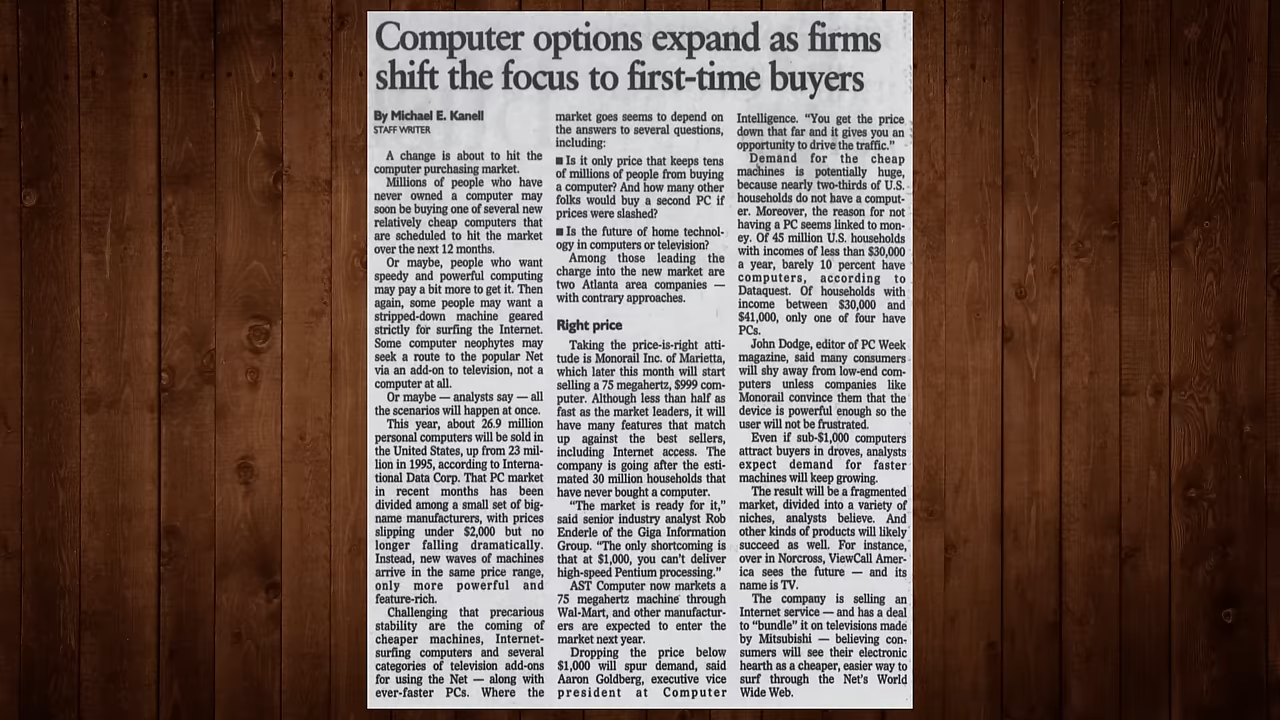 Computer options expand as firms
shift the focus to first-time buyers
By Michael E. Kanell
STAFF WRITER
A change is about to hit the
computer purchasing market.
Millions of people who have
never owned a computer may
soon be buying one of several new
relatively cheap computers that
are scheduled to hit the market
over the next 12 months.
Or maybe, people who want
speedy and powerful computing
may pay a bit more to get it. Then
again, some people may want a
stripped-down machine geared
strictly for surfing the Internet.
Some computer neophytes may
seek a route to the popular Net
via an add-on to television, not a
computer at all.
Or maybe — analysts say — all
the scenarios will happen at once.
This year, about 26.9 million
personal computers will be sold in
the United States, up from 23 mil-
lion in 1995, according to Interna-
tional Data Corp. That PC market
in recent months has been
divided among a small set of big-
name manufacturers, with prices
slipping under $2,000 but no
longer falling dramatically.
Instead, new waves of machines
arrive in the same price range,
only more powerful and
feature-rich.
Challenging that precarious
stability are the coming of
cheaper machines, Internet-
surfing computers and several
categories of television add-ons
for using the Net — along with
ever-faster PCs. Where the
market goes seems to depend on
the answers to several questions,
including:
■ Is it only price that keeps tens
of millions of people from buying
a computer? And how many other
folks would buy a second PC if
prices were slashed?
■ Is the future of home technol-
ogy in computers or television?
Among those leading the
charge into the new market are
two Atlanta area companies —
with contrary approaches.
Right price
Taking the price-is-right atti-
tude is Monorail Inc. of Marietta,
which later this month will start
selling a 75 megahertz, $999 com-
puter. Although less than half as
fast as the market leaders, it will
have many features that match
up against the best sellers,
including Internet access. The
company is going after the esti-
mated 30 million households that
have never bought a computer.
“The market is ready for it,”
said senior industry analyst Rob
Enderle of the Giga Information
Group. “The only shortcoming is
that at $1,000, you can’t deliver
high-speed Pentium processing.”
AST Computer now markets a
75 megahertz machine through
Wal-Mart, and other manufactur-
ers are expected to enter the
market next year.
Dropping the price below
$1,000 will spur demand, said
Aaron Goldberg, executive vice
president at Computer
Intelligence. “You get the price
down that far and it gives you an
opportunity to drive the traffic.”
Demand for the cheap
machines is potentially huge,
because nearly two-thirds of U.S.
households do not have a comput-
er. Moreover, the reason for not
having a PC seems linked to mon-
ey. Of 45 million U.S. households
with incomes of less than $30,000
a year, barely 10 percent have
computers, according to
Dataquest. Of households with
income between $30,000 and
$41,000, only one of four have
PCs.
John Dodge, editor of PC Week
magazine, said many consumers
will shy away from low-end com-
puters unless companies like
Monorail convince them that the
device is powerful enough so the
user will not be frustrated.
Even if sub-$1,000 computers
attract buyers in droves, analysts
expect demand for faster
machines will keep growing.
The result will be a fragmented
market, divided into a variety of
niches, analysts believe. And
other kinds of products will likely
succeed as well. For instance,
over in Norcross, ViewCall Amer-
ica sees the future — and its
name is TV.
The company is selling an
Internet service — and has a deal
to “bundle” it on televisions made
by Mitsubishi — believing con-
sumers will see their electronic
hearth as a cheaper, easier way to
surf through the Net’s World
Wide Web.